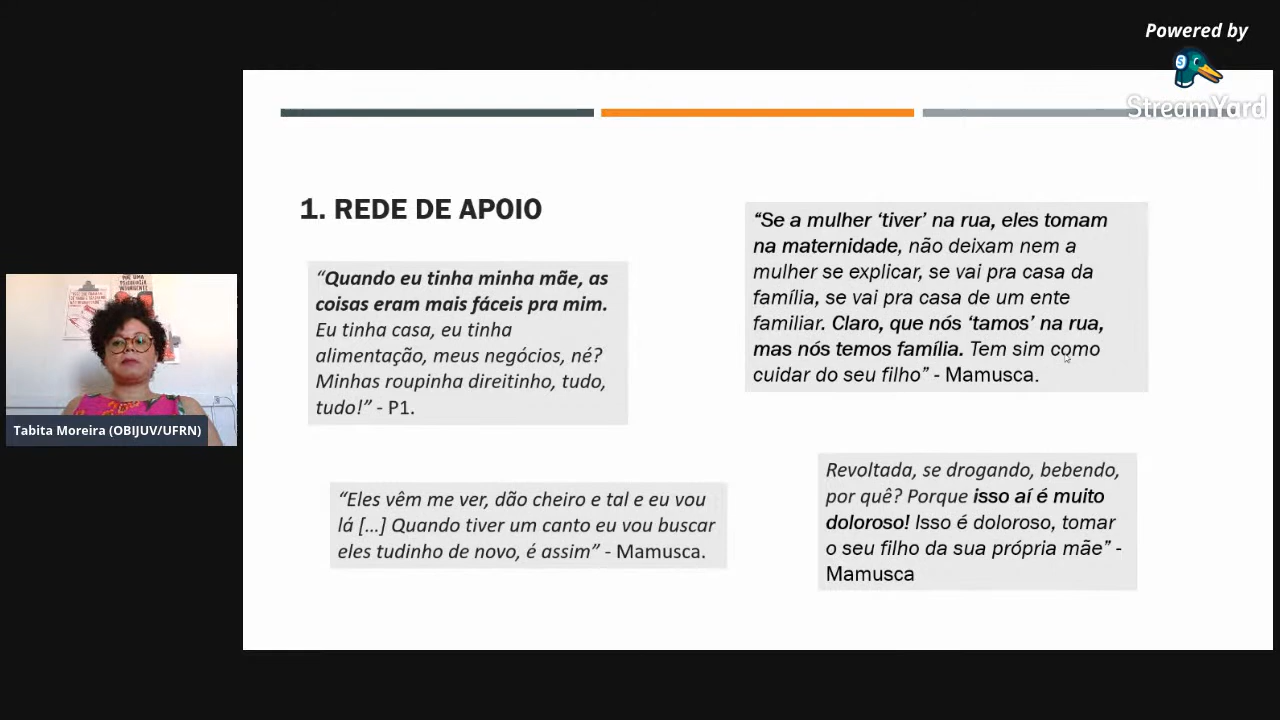 Powered by
StreamYard
1. REDE DE APOIO
“Quando eu tinha minha mãe, as
coisas eram mais fáceis pra mim.
Eu tinha casa, eu tinha
alimentação, meus negócios, né?
Minhas roupinha direitinho, tudo,
tudo!” - P1.
“Eles vêm me ver, dão cheiro e tal e eu vou
lá [...] Quando tiver um canto eu vou buscar
eles tudinho de novo, é assim” - Mamusca.
“Se a mulher ‘tiver’ na rua, eles tomam
na maternidade, não deixam nem a
mulher se explicar, se vai pra casa da
família, se vai pra casa de um ente
familiar. Claro, que nós ‘tamos’ na rua,
mas nós temos família. Tem sim como
cuidar do seu filho” - Mamusca.
Revoltada, se drogando, bebendo,
por quê? Porque isso aí é muito
doloroso! Isso é doloroso, tomar
o seu filho da sua própria mãe” -
Mamusca
Tabita Moreira (OBIJUV/UFRN)